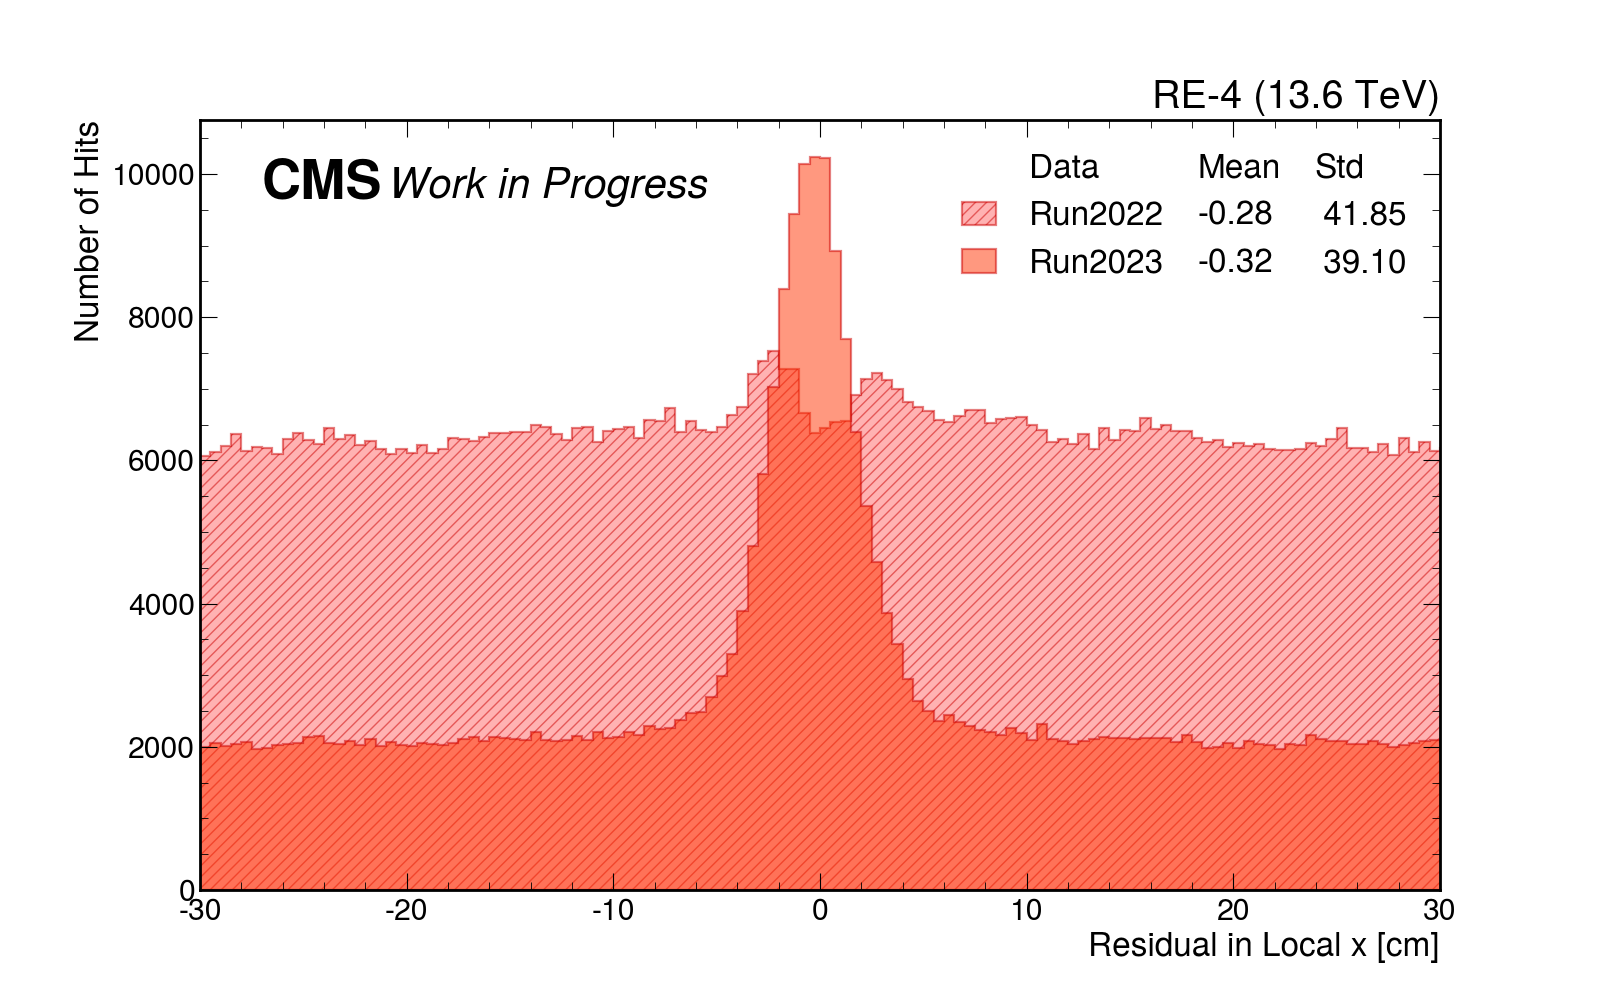 RE-4 (13.6 TeV)
CMS Work in Progress
Data Mean Std
Run2022 -0.28 41.85
Run2023 -0.32 39.10
Number of Hits
10000
8000
6000
4000
2000
0
-30 -20 -10 0 10 20 30
Residual in Local x [cm]